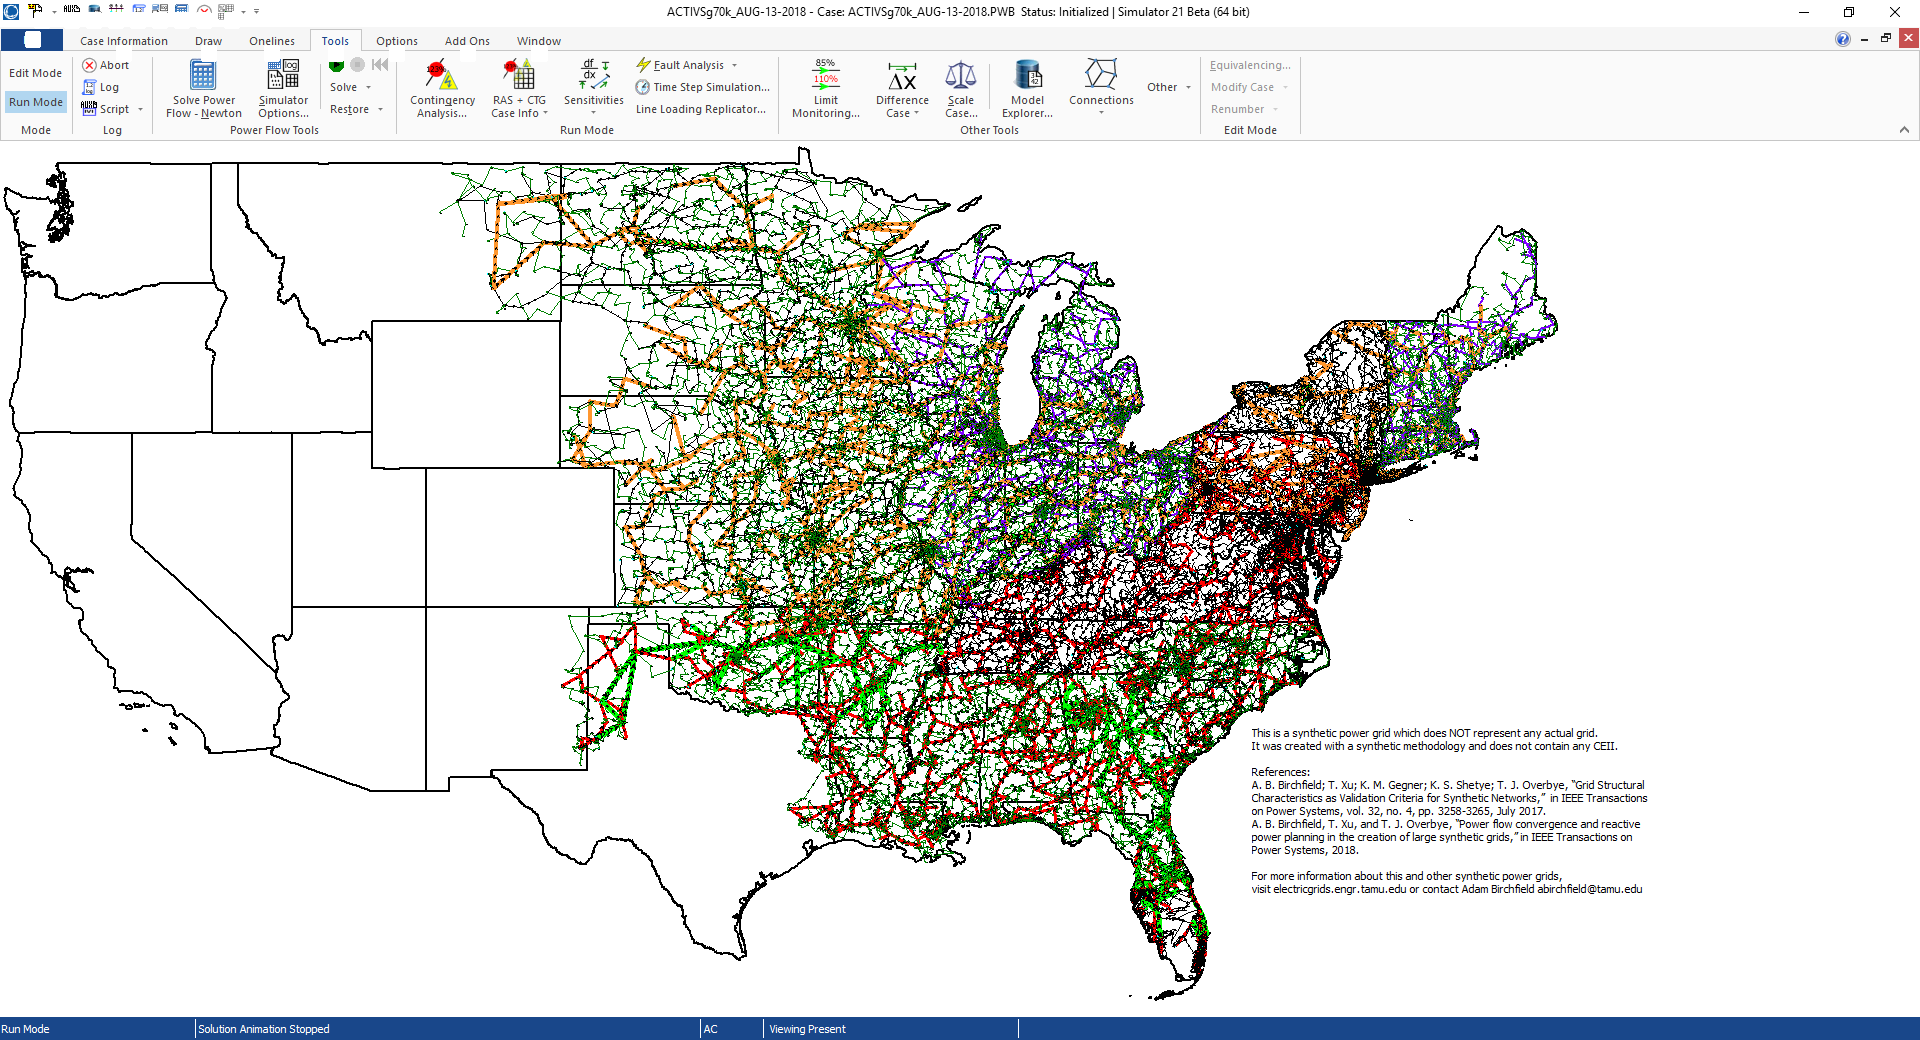 ACTIVSg70k_AUG-13-2018 - Case: ACTIVSg70k_AUG-13-2018.PWB  Status: Initialized | Simulator 21 Beta (64 bit)
Case Information  Draw  Onelines  Tools  Options  Add Ons  Window
Edit Mode
Run Mode
Mode
Abort
Log
Script
Log
Solve Power
Flow - Newton
Simulator
Options...
Solve
Restore
Power Flow Tools
Contingency
Analysis...
RAS + CTG
Case Info
Sensitivities
Fault Analysis
Time Step Simulation...
Line Loading Replicator...
Run Mode
85%
110%
Limit
Monitoring...
Difference
Case
Scale
Case...
Model
Explorer...
Connections
Other
Other Tools
Equivalencing...
Modify Case
Renumber
Edit Mode
This is a synthetic power grid which does NOT represent any actual grid.
It was created with a synthetic methodology and does not contain any CEII.
References:
A. B. Birchfield; T. Xu; K. M. Gegner; K. S. Shetye; T. J. Overbye, "Grid Structural
Characteristics as Validation Criteria for Synthetic Networks," in IEEE Transactions
on Power Systems, vol. 32, no. 4, pp. 3258-3265, July 2017.
A. B. Birchfield, T. Xu, and T. J. Overbye, "Power flow convergence and reactive
power planning in the creation of large synthetic grids," in IEEE Transactions on
Power Systems, 2018.
For more information about this and other synthetic power grids,
visit electricgrids.engr.tamu.edu or contact Adam Birchfield abirchfield@tamu.edu
Run Mode  Solution Animation Stopped  AC  Viewing Present